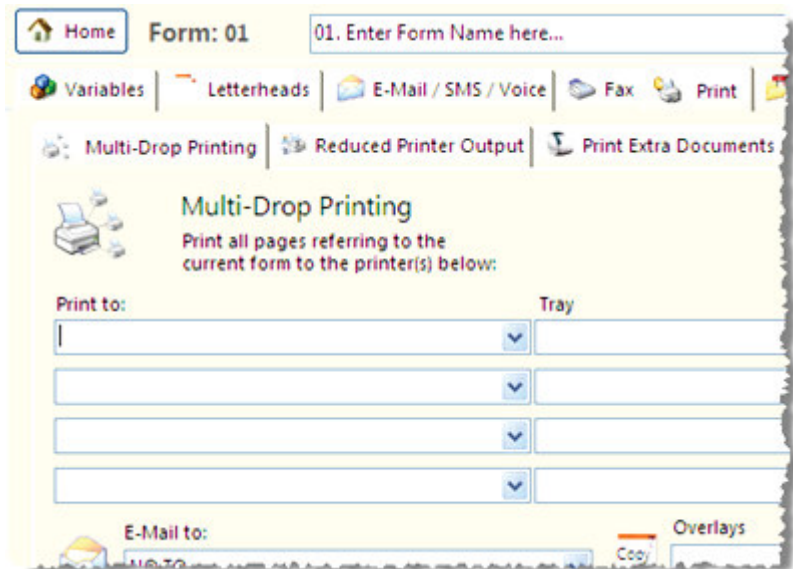 Home Form: 01 01. Enter Form Name here...
Variables Letterheads E-Mail / SMS / Voice Fax Print
Multi-Drop Printing Reduced Printer Output Print Extra Documents
Multi-Drop Printing
Print all pages referring to the
current form to the printer(s) below:
Print to: Tray
E-Mail to: Overlays
Copy